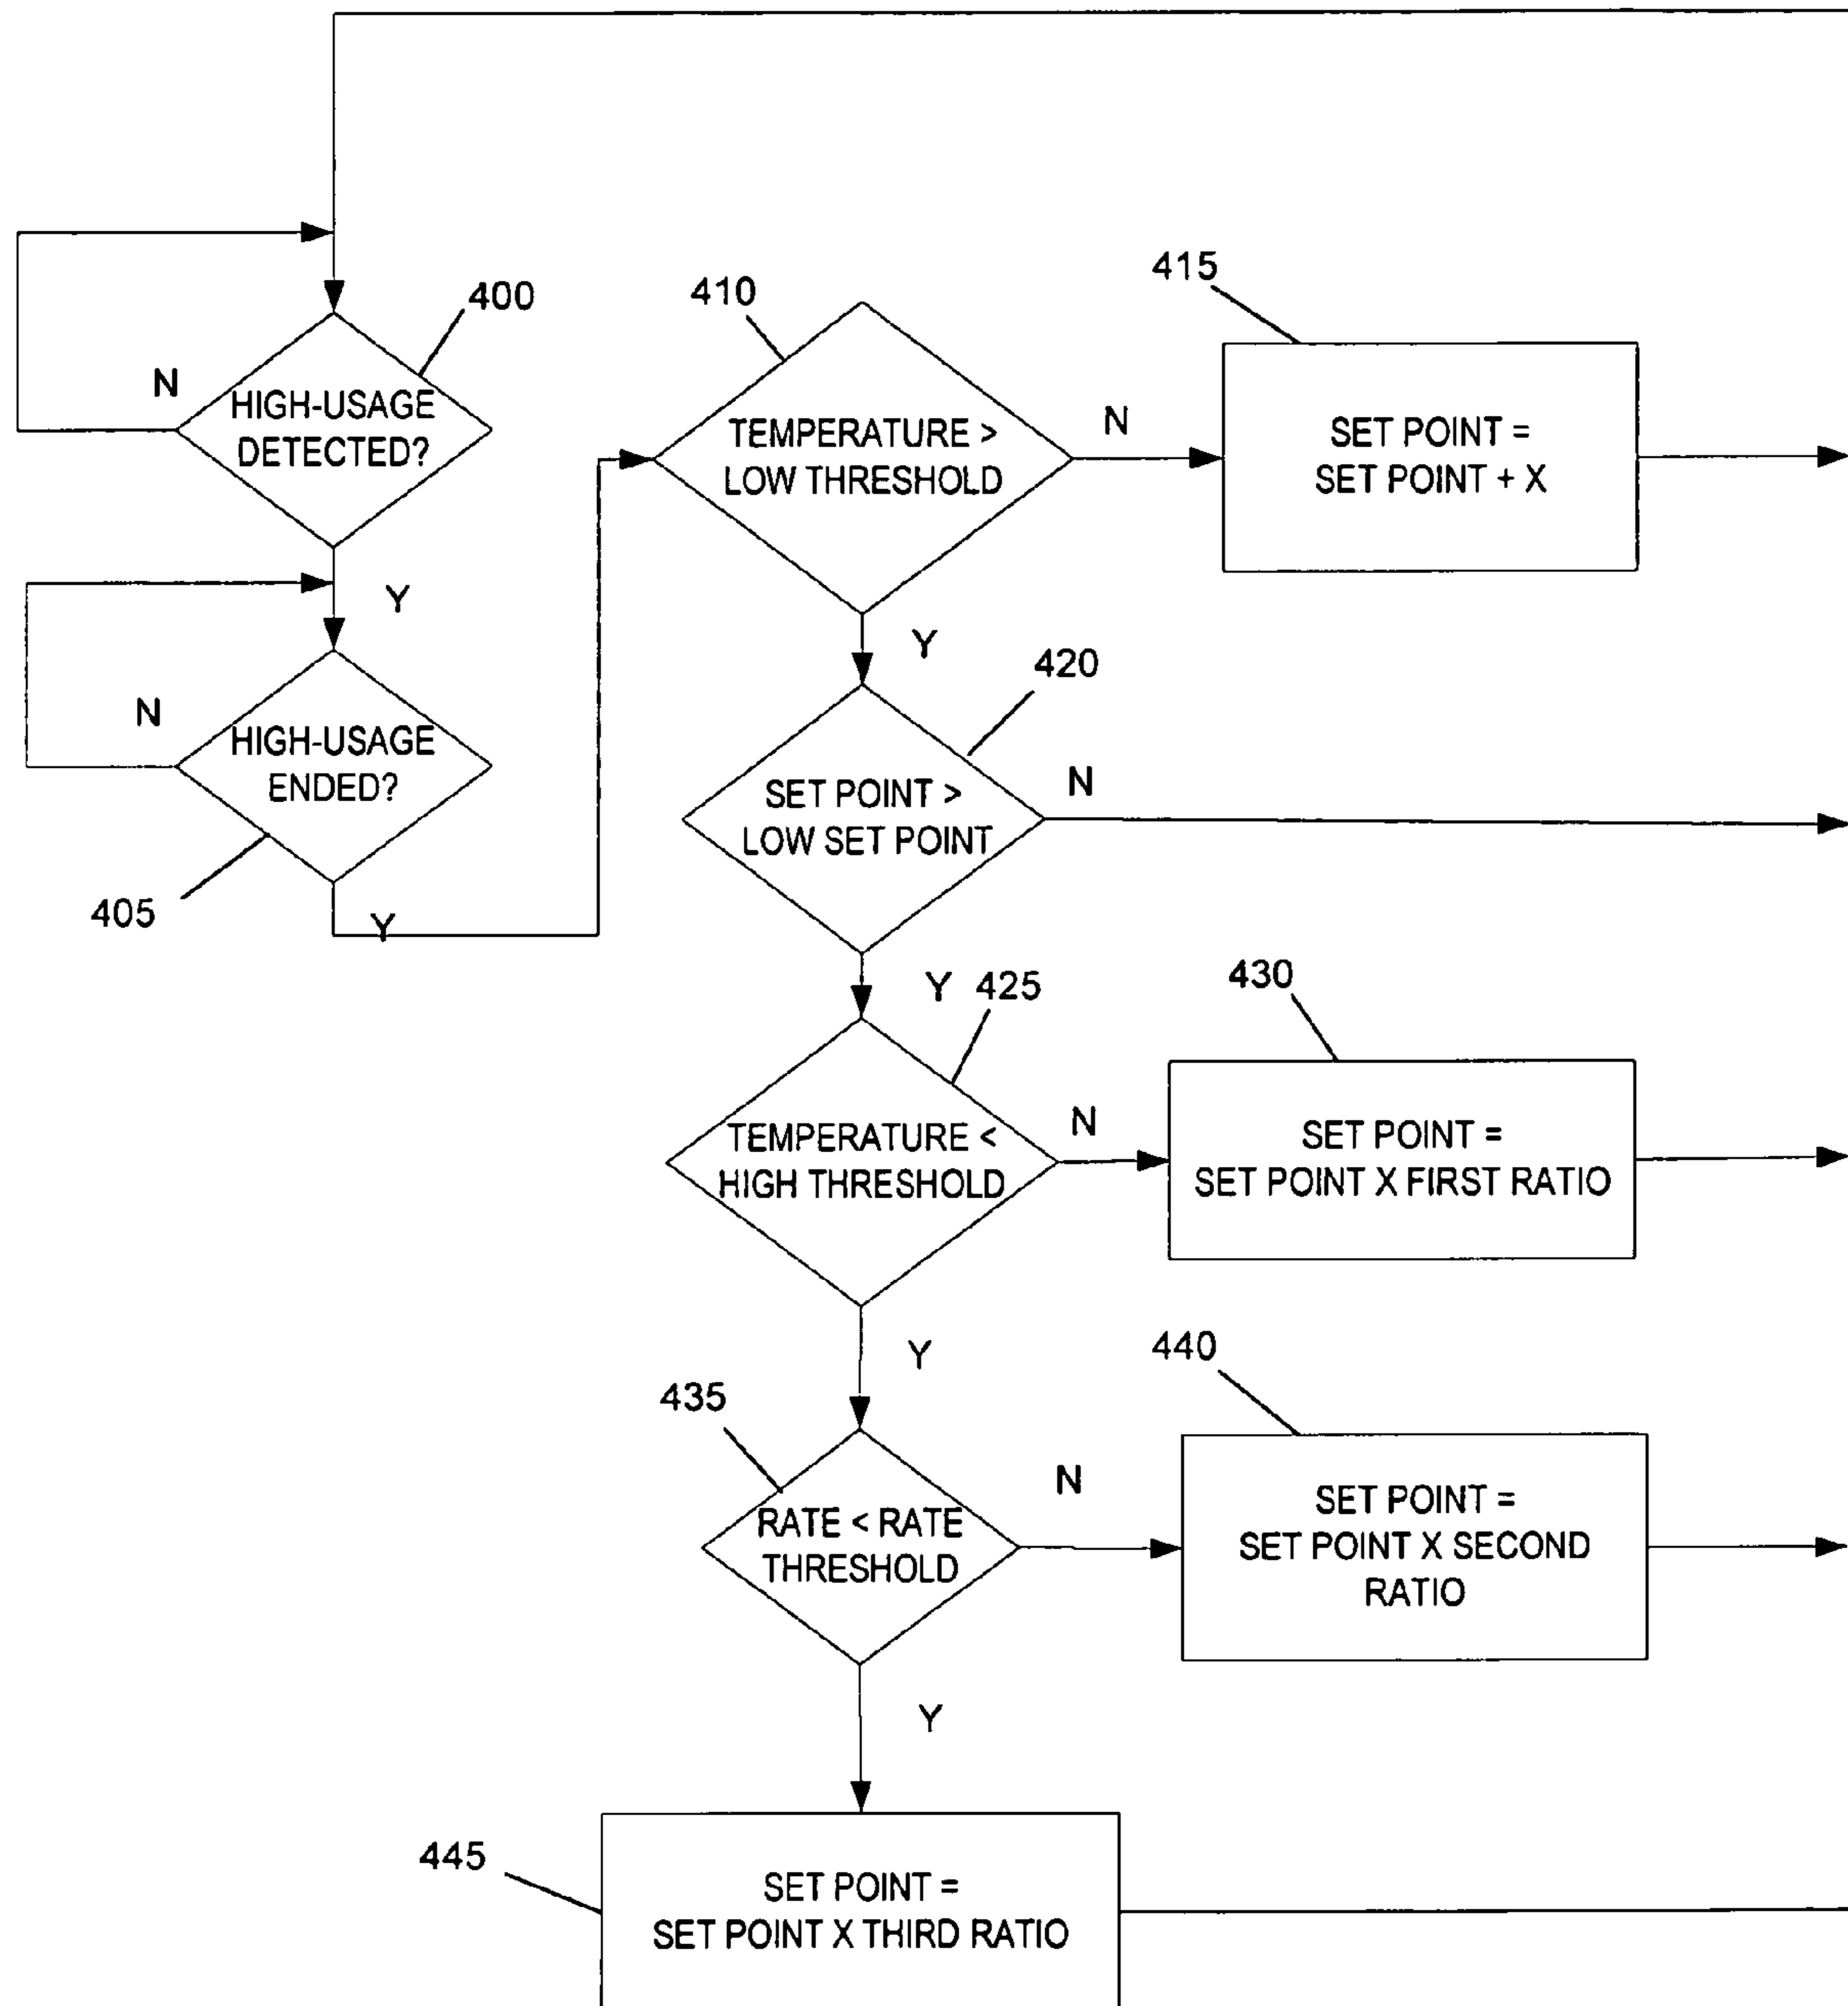 400
N
HIGH-USAGE
DETECTED?
Y
N
HIGH-USAGE
ENDED?
405
Y
410
TEMPERATURE >
LOW THRESHOLD
N
415
SET POINT =
SET POINT + X
Y
420
SET POINT >
LOW SET POINT
N
Y
425
TEMPERATURE <
HIGH THRESHOLD
N
430
SET POINT =
SET POINT X FIRST RATIO
Y
435
RATE < RATE
THRESHOLD
N
440
SET POINT =
SET POINT X SECOND
RATIO
Y
445
SET POINT =
SET POINT X THIRD RATIO